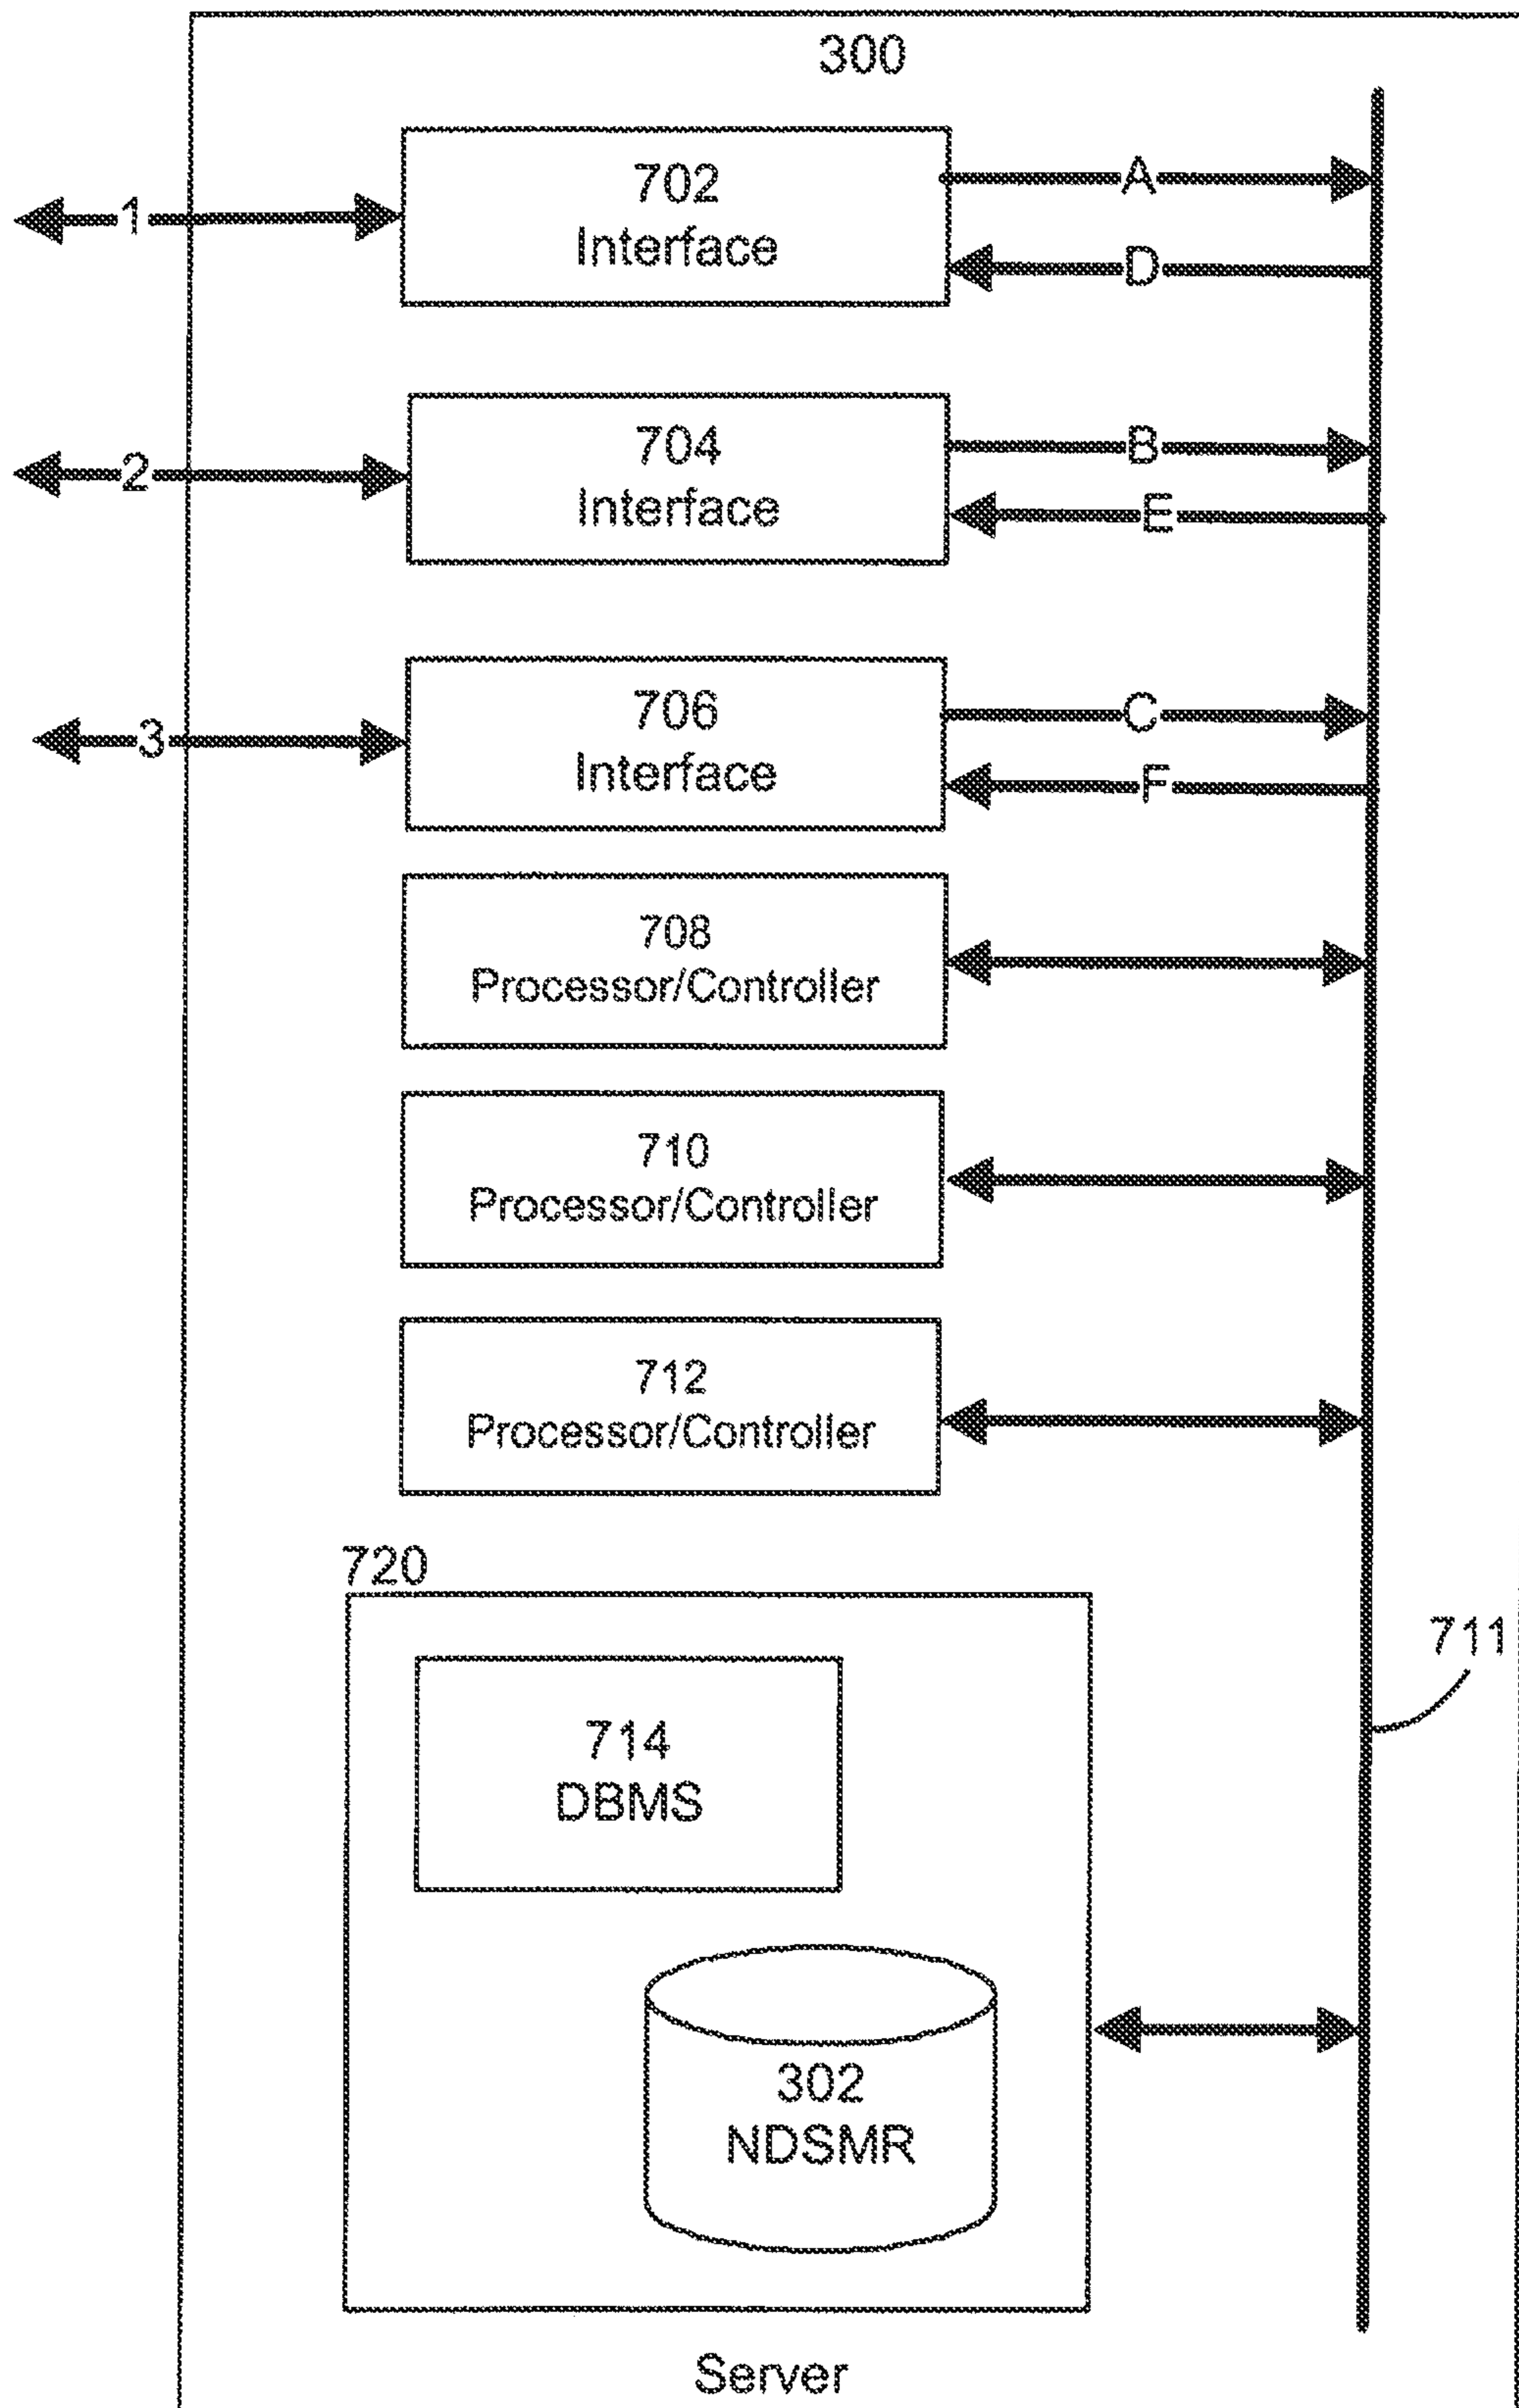 300
702
Interface
1
A
D
704
Interface
2
B
E
706
Interface
3
C
F
708
Processor/Controller
710
Processor/Controller
712
Processor/Controller
720
711
714
DBMS
302
NDSMR
Server